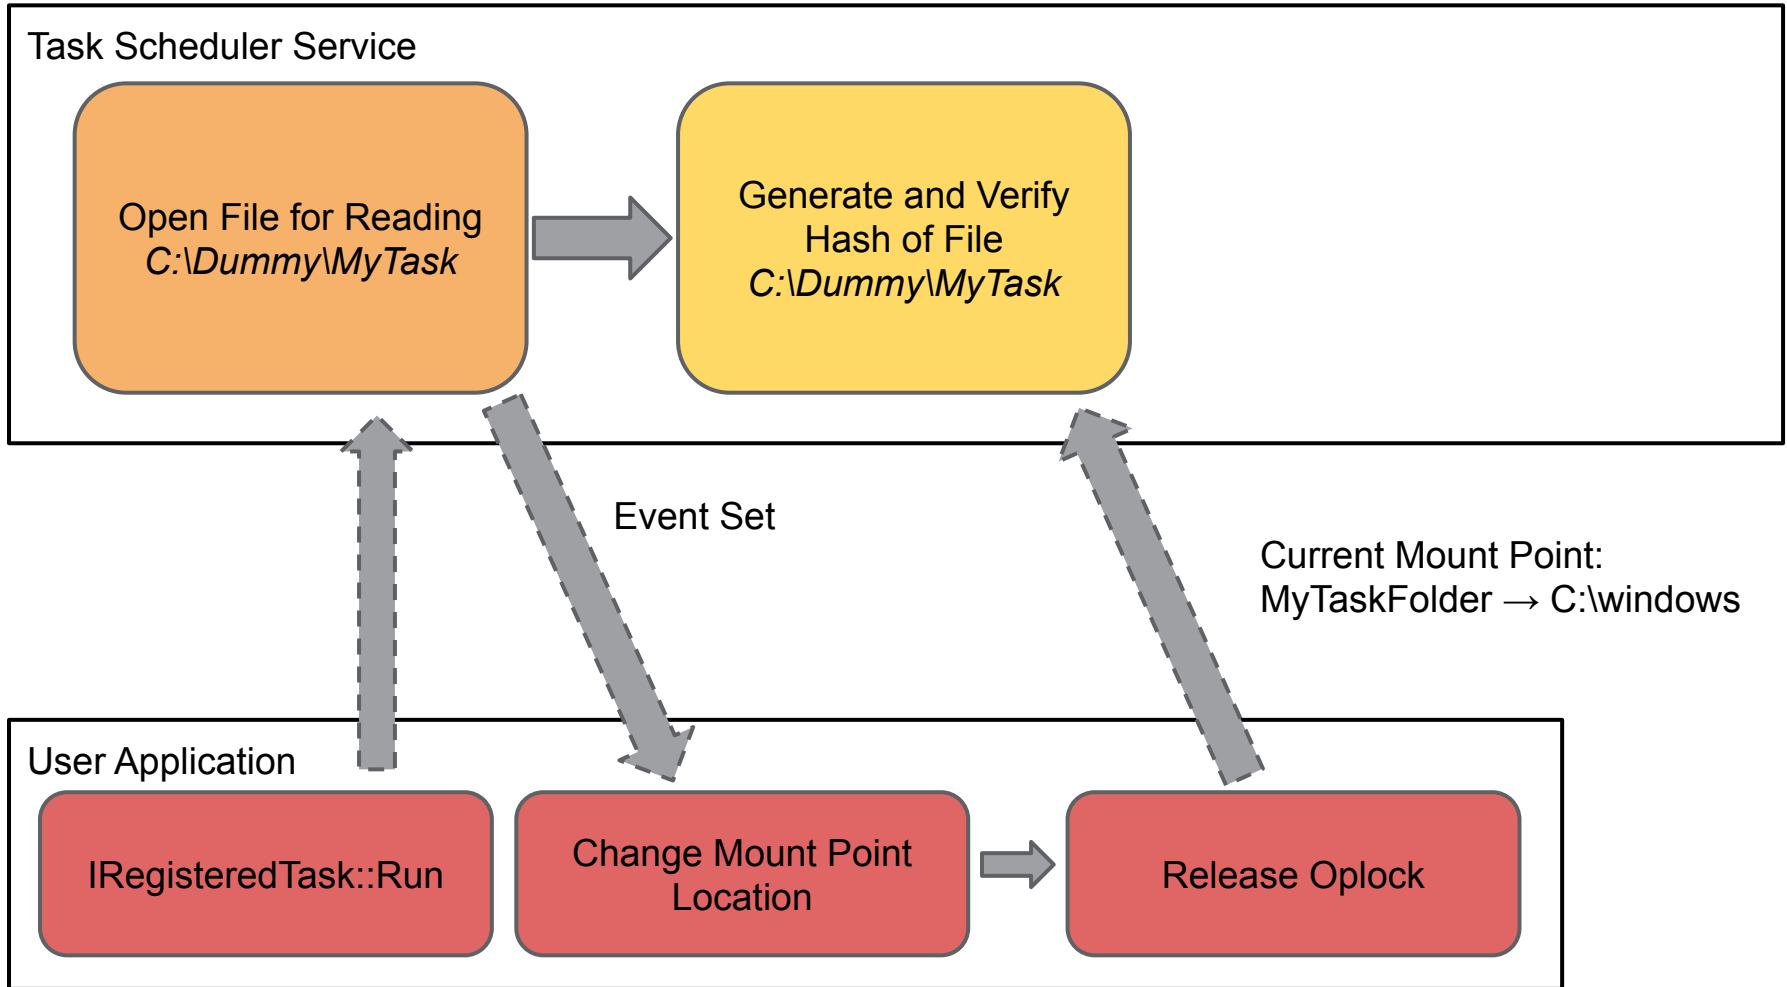 Task Scheduler Service
Open File for Reading
C:\Dummy\MyTask
Generate and Verify
Hash of File
C:\Dummy\MyTask
Event Set
Current Mount Point:
MyTaskFolder → C:\windows
User Application
IRegisteredTask::Run
Change Mount Point
Location
Release Oplock